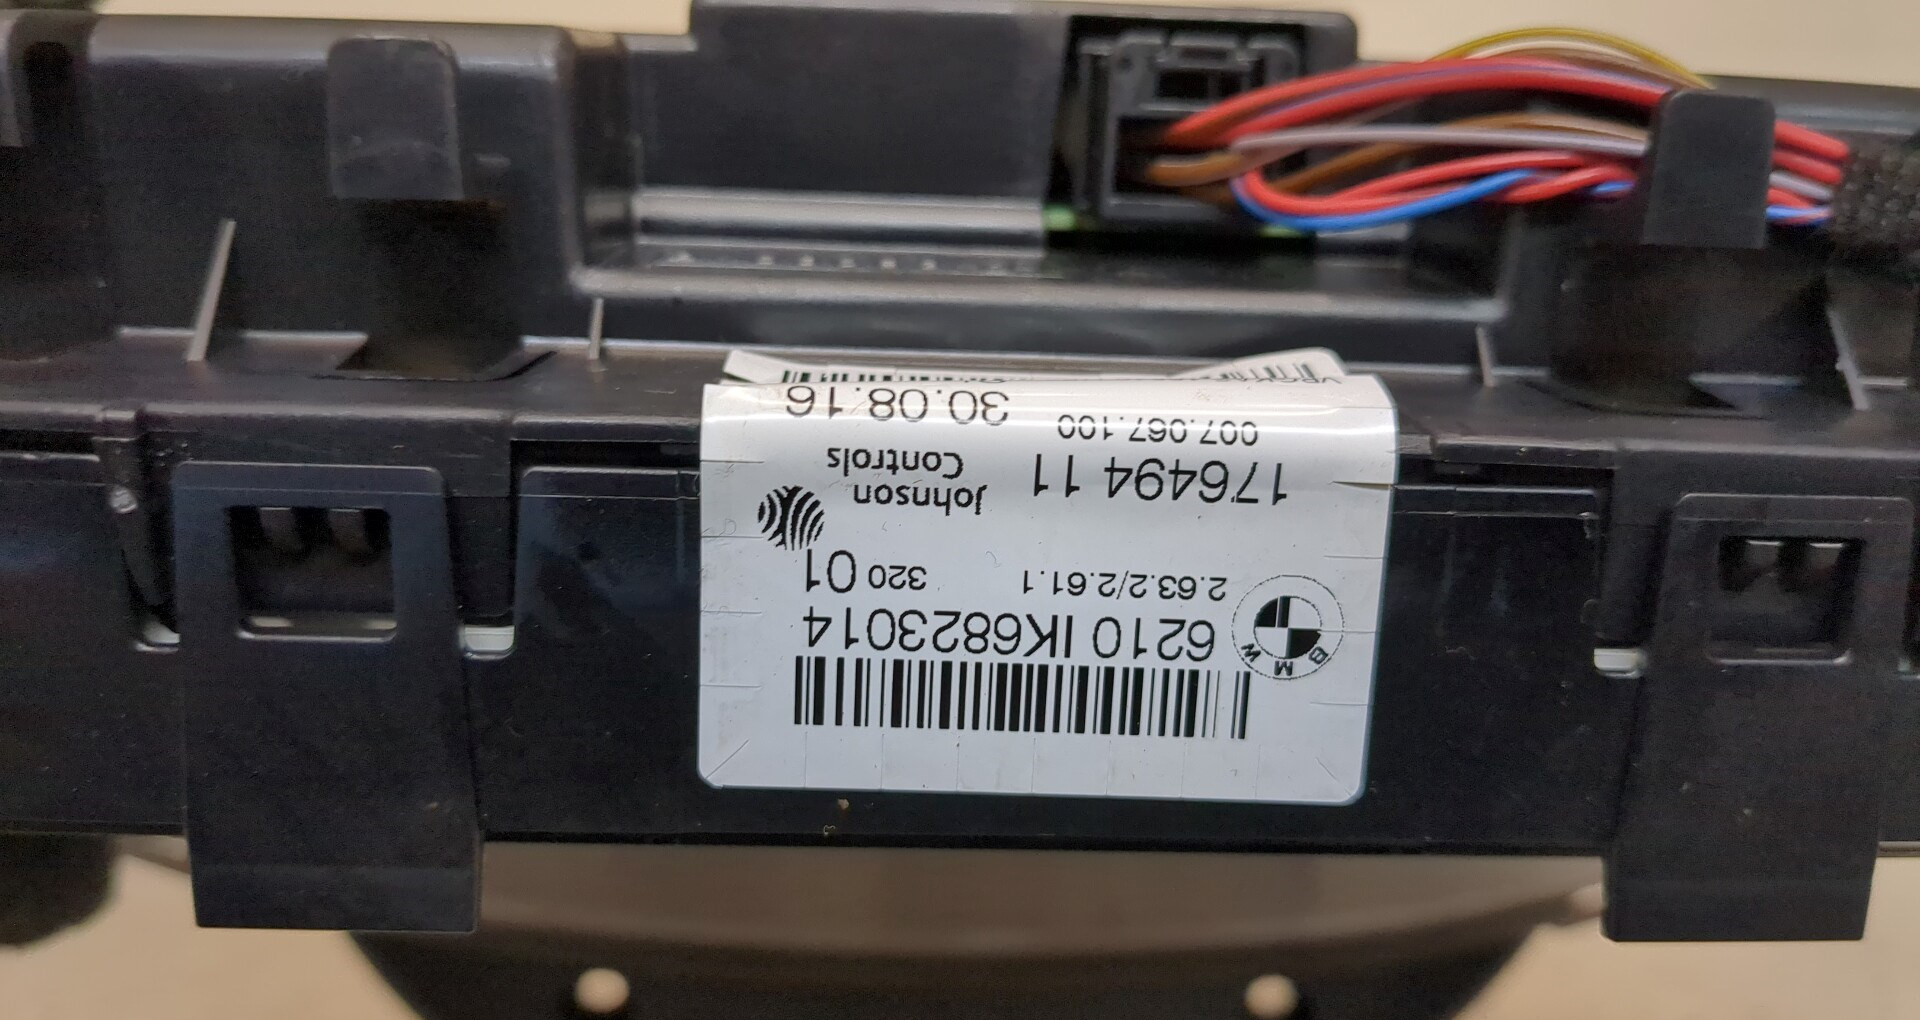 B M W
6210 IK6823014
2.63.2/2.61.1 320 01
176494 11 Johnson Controls
007.067.100 30.08.16